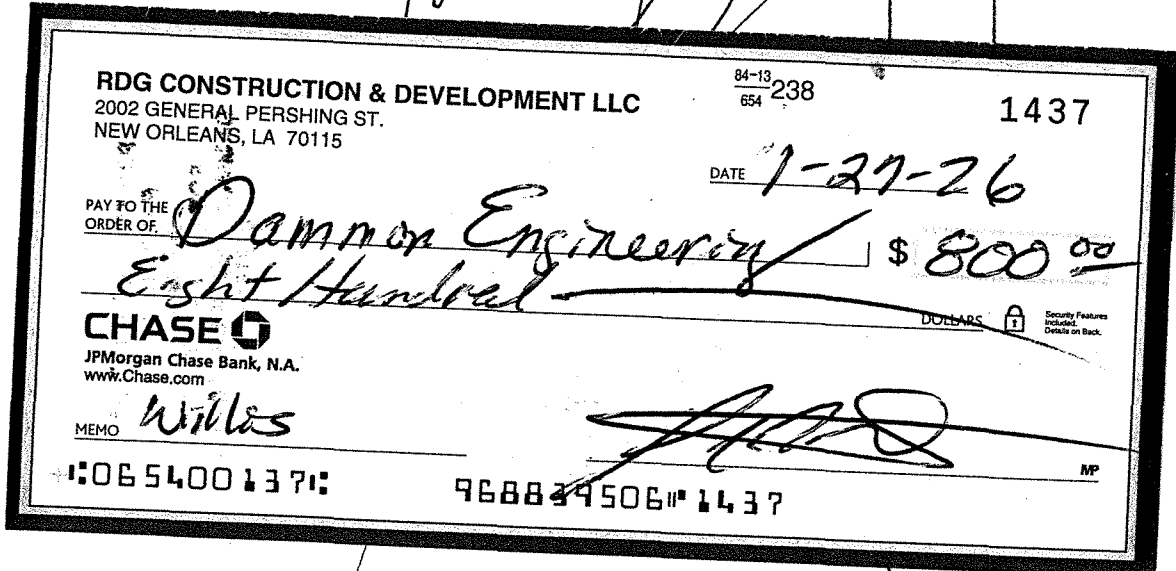 RDG CONSTRUCTION & DEVELOPMENT LLC
2002 GENERAL PERSHING ST.
NEW ORLEANS, LA 70115
84-13
654 238
1437
DATE 1-27-26
PAY TO THE
ORDER OF Dammon Engineering
$ 800 00
Eight Hundred
DOLLARS
Security Features
Included.
Details on Back.
CHASE
JPMorgan Chase Bank, N.A.
www.Chase.com
MEMO
MP
⑆065400137⑆ 968839506⑈1437